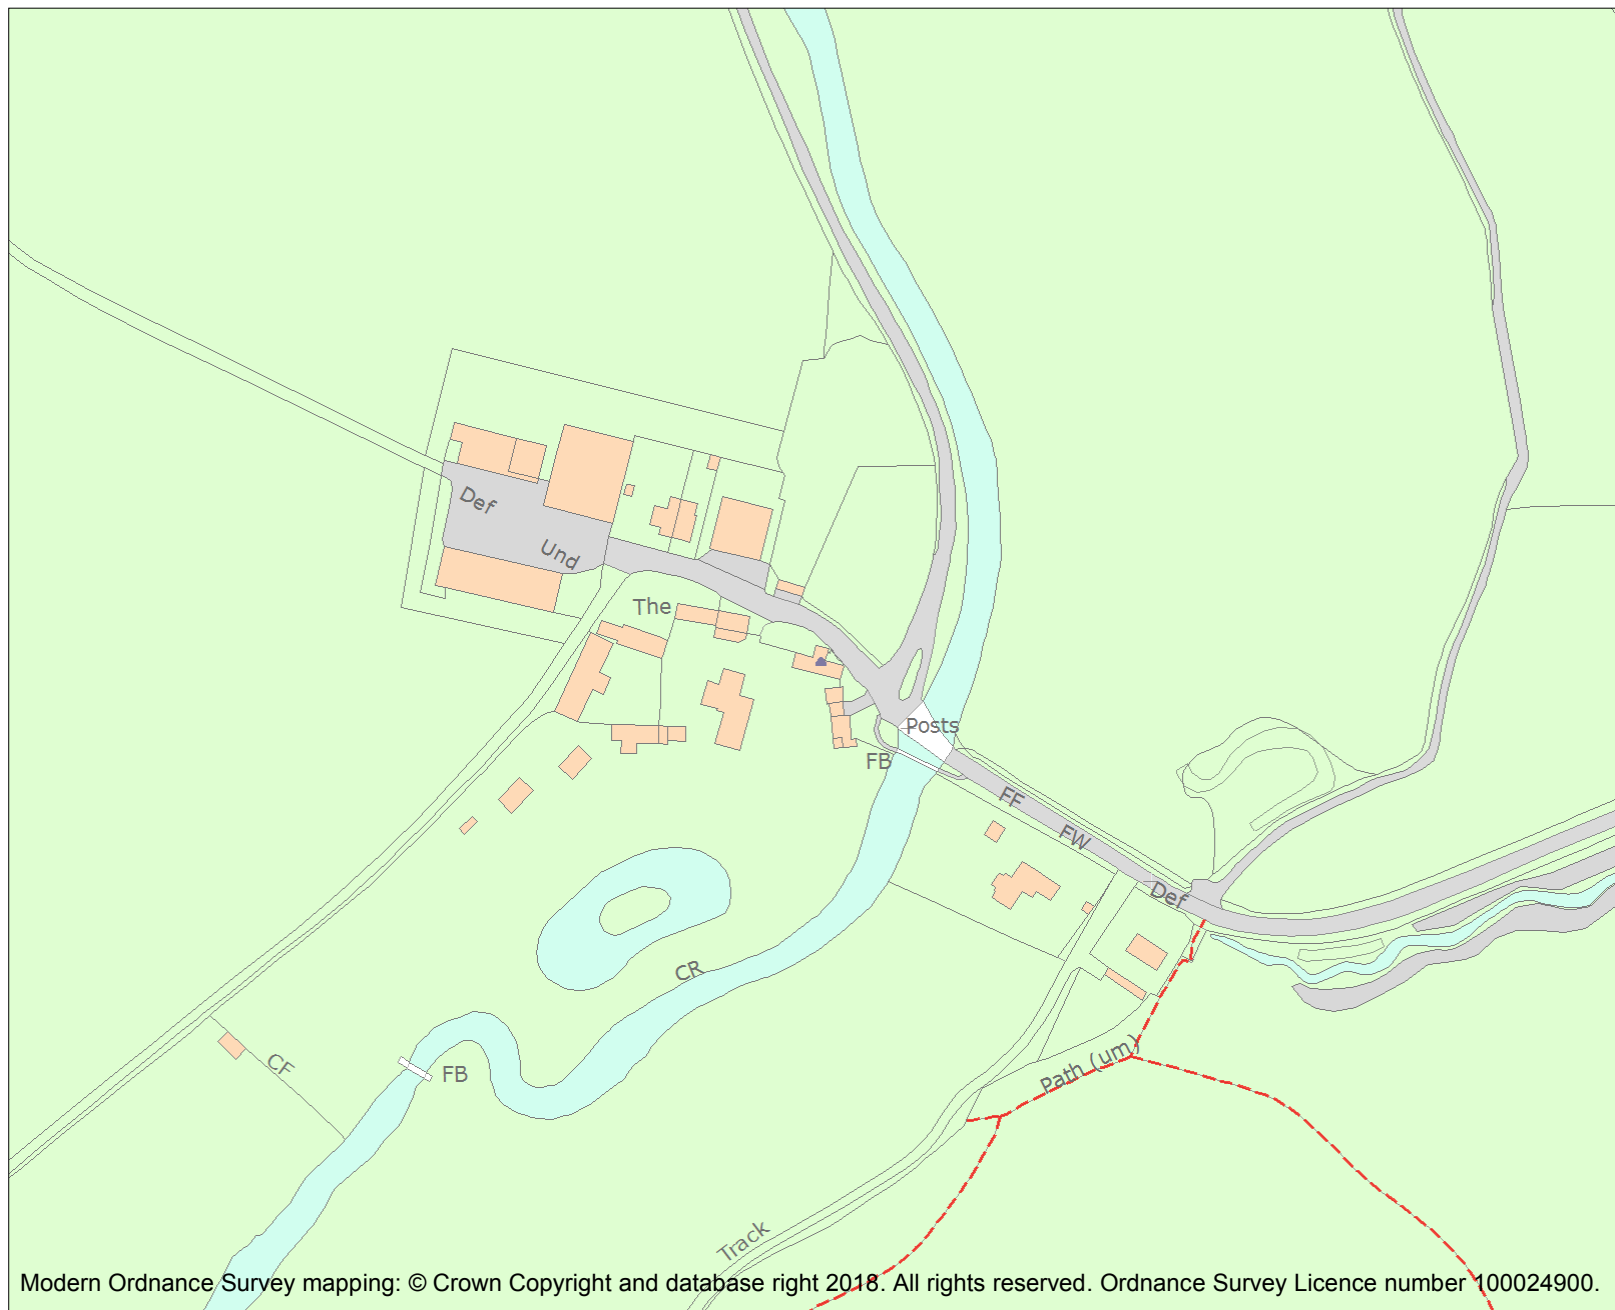 Def
Und
The
Posts
FB
FF
FW
Def
CR
Path (um)
CF
FB
Track
Modern Ordnance Survey mapping: © Crown Copyright and database right 2018. All rights reserved. Ordnance Survey Licence number 100024900.